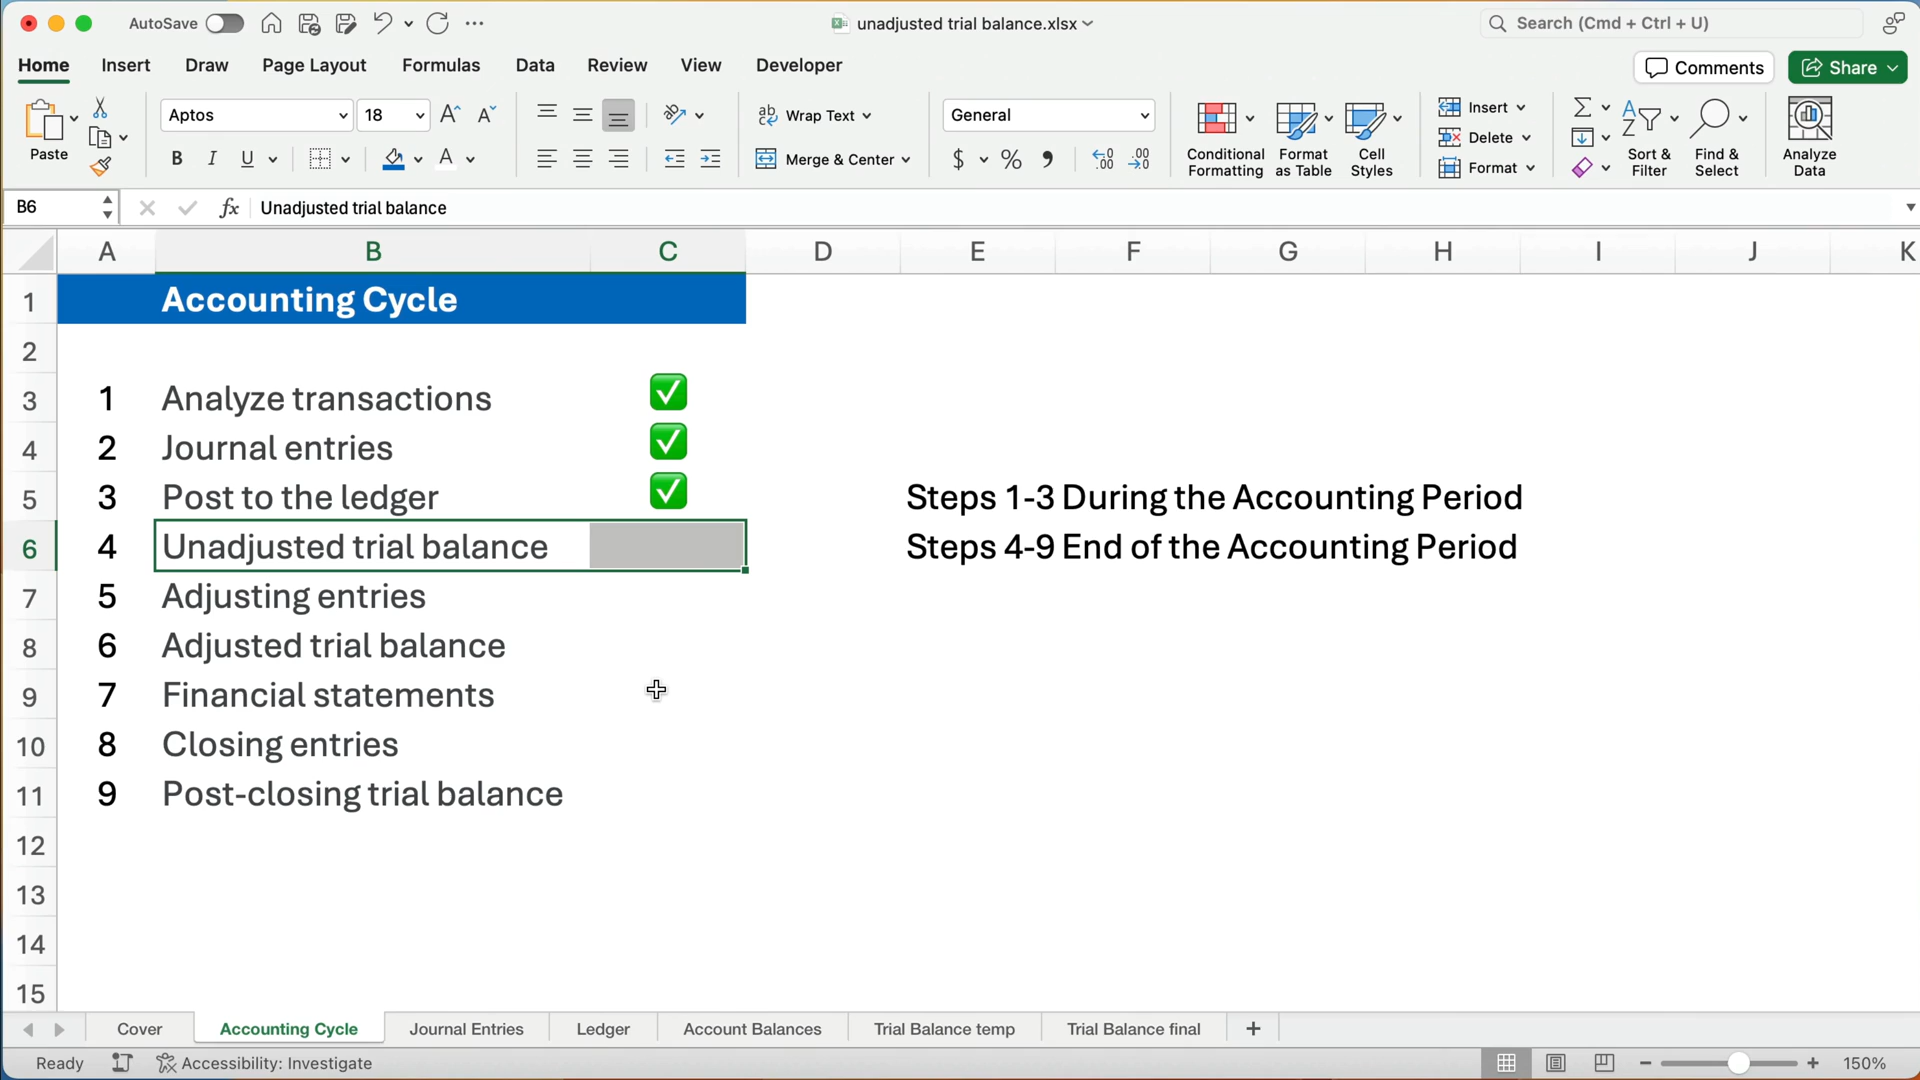 AutoSave
unadjusted trial balance.xlsx
Search (Cmd + Ctrl + U)
Home Insert Draw Page Layout Formulas Data Review View Developer
Comments
Share
Paste
Aptos
18
Wrap Text
Merge & Center
General
Conditional Formatting
Format as Table
Cell Styles
Insert
Delete
Format
Sort & Filter
Find & Select
Analyze Data
B6
fx
Unadjusted trial balance
A B C D E F G H I J K
1 Accounting Cycle
2
3 1 Analyze transactions ✅
4 2 Journal entries ✅
5 3 Post to the ledger ✅ Steps 1-3 During the Accounting Period
6 4 Unadjusted trial balance Steps 4-9 End of the Accounting Period
7 5 Adjusting entries
8 6 Adjusted trial balance
9 7 Financial statements
10 8 Closing entries
11 9 Post-closing trial balance
12
13
14
15
Cover Accounting Cycle Journal Entries Ledger Account Balances Trial Balance temp Trial Balance final +
Ready Accessibility: Investigate 150%